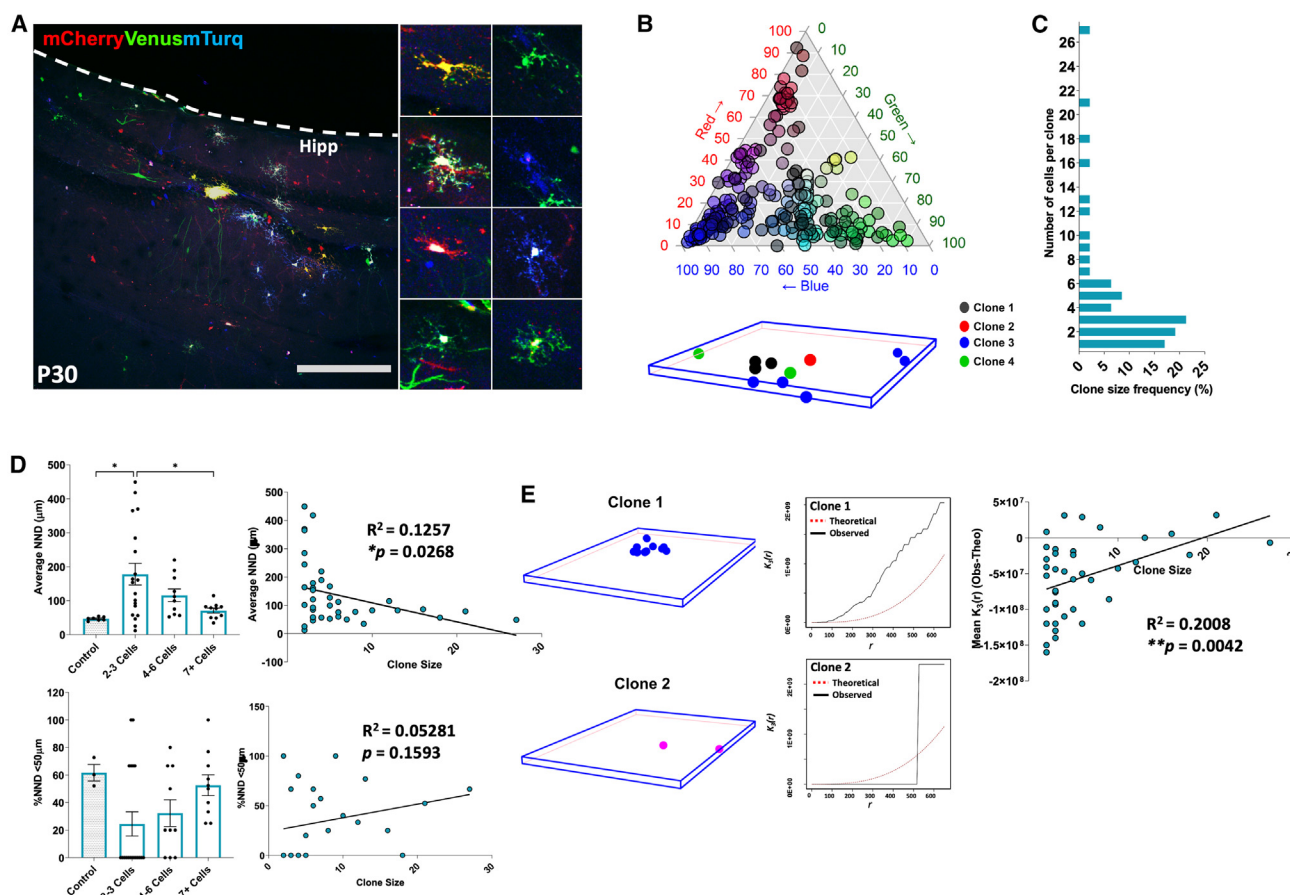 A
mCherryVenusmTurq
Hipp
P30
B
100
90
80
70
60
50
40
30
20
10
0
Red →
0
10
20
30
40
50
60
70
80
90
100
Green →
100 90 80 70 60 50 40 30 20 10 0
← Blue
Clone 1
Clone 2
Clone 3
Clone 4
C
Number of cells per clone
26
24
22
20
18
16
14
12
10
8
6
4
2
1
0 5 10 15 20 25
Clone size frequency (%)
D
Average NND (µm)
500
400
300
200
100
0
* *
Control 2-3 Cells 4-6 Cells 7+ Cells
Average NND (µm)
500
400
300
200
100
0
-100
10 20 30
Clone Size
R² = 0.1257
*p = 0.0268
%NND <50µm
120
100
80
60
40
20
0
Control 2-3 Cells 4-6 Cells 7+ Cells
%NND <50µm
150
100
50
0
0 10 20 30
Clone Size
R² = 0.05281
p = 0.1593
E
Clone 1
Clone 1
Theoretical
Observed
K₃(r)
0E+00 1E+09 2E+09
0 100 200 300 400 500 600
r
Clone 2
Clone 2
Theoretical
Observed
K₃(r)
0E+00 1E+09 2E+09
0 100 200 300 400 500 600
r
Mean K₃(r) (Obs-Theo)
5×10⁷
0
-5×10⁷
-1×10⁸
-2×10⁸
10 20
Clone Size
R² = 0.2008
**p = 0.0042